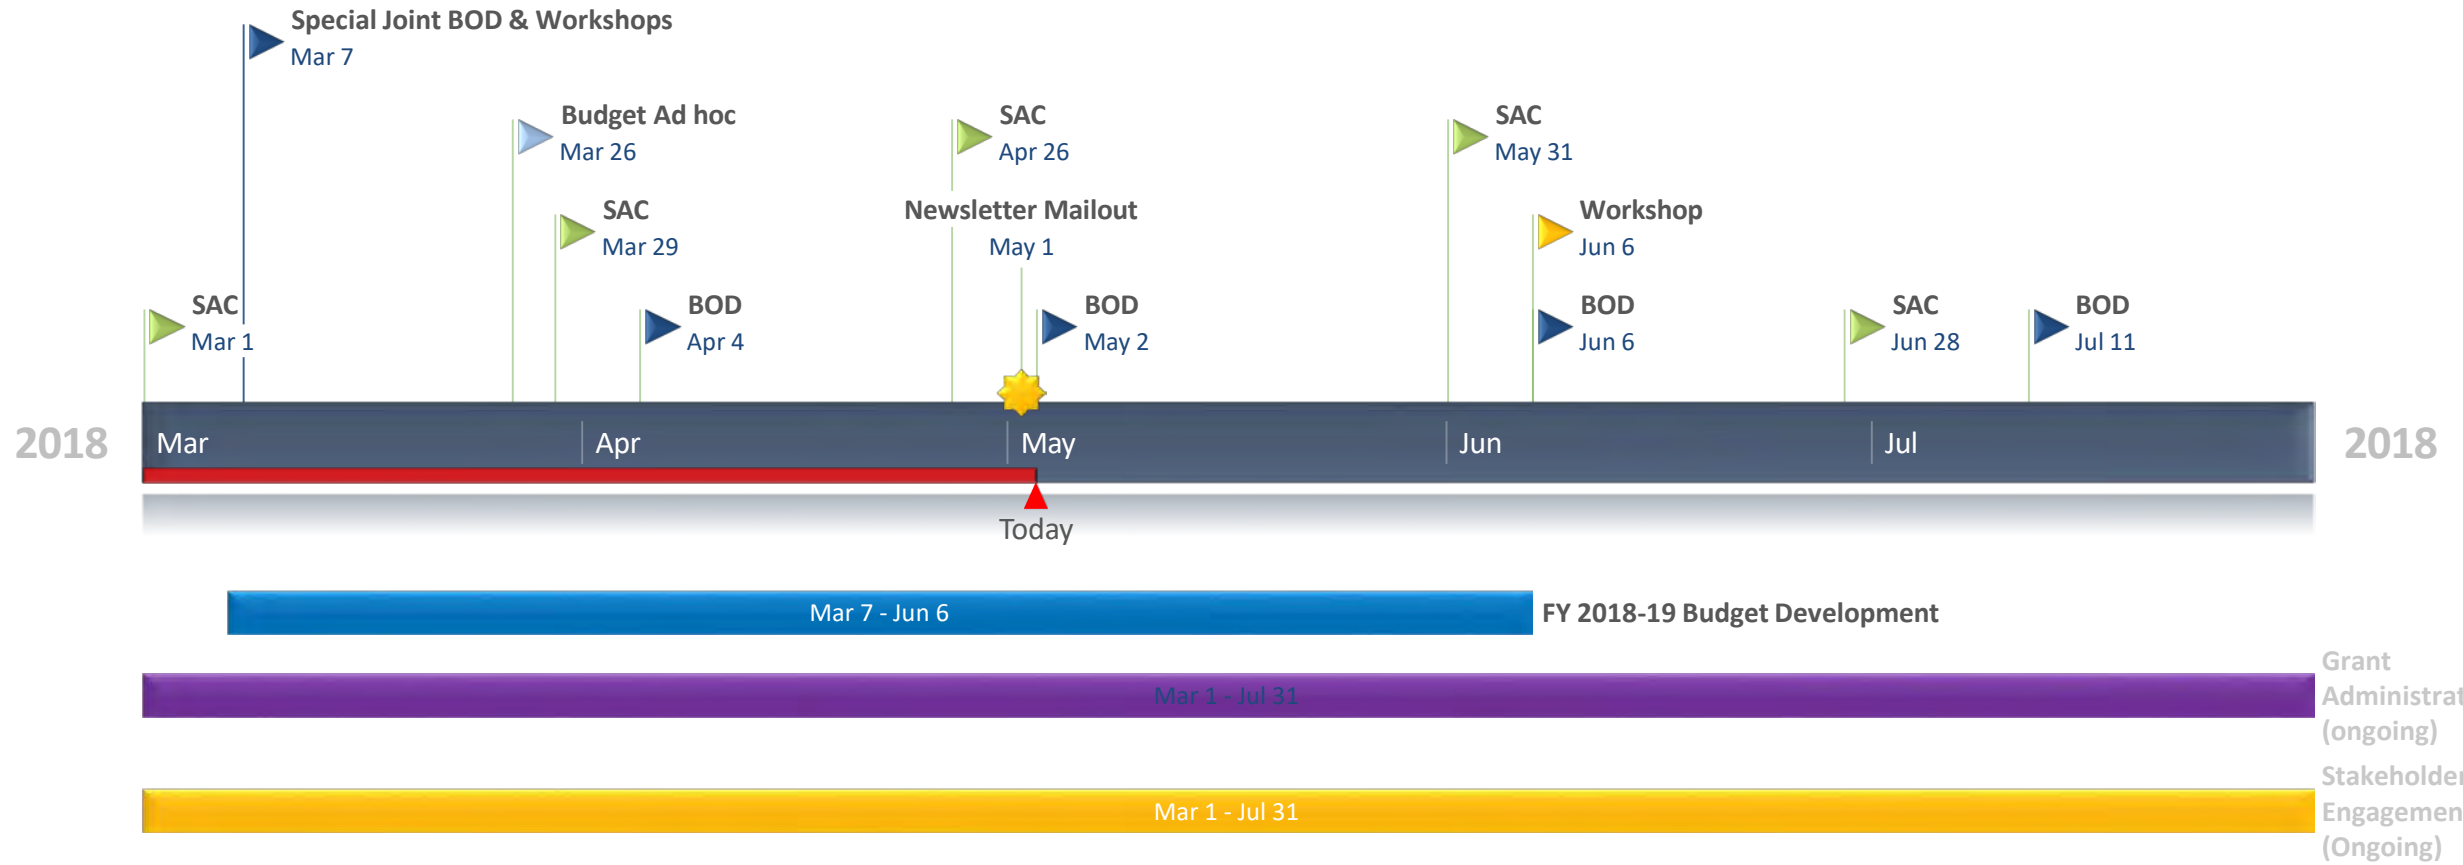 Special Joint BOD & Workshops
Mar 7
Budget Ad hoc
Mar 26
SAC
Apr 26
SAC
May 31
SAC
Mar 29
Newsletter Mailout
May 1
Workshop
Jun 6
SAC
Mar 1
BOD
Apr 4
BOD
May 2
BOD
Jun 6
SAC
Jun 28
BOD
Jul 11
2018
Mar
Apr
May
Jun
Jul
2018
Today
Mar 7 - Jun 6
FY 2018-19 Budget Development
Mar 1 - Jul 31
Grant
Administrat
(ongoing)
Mar 1 - Jul 31
Stakeholder
Engagemen
(Ongoing)